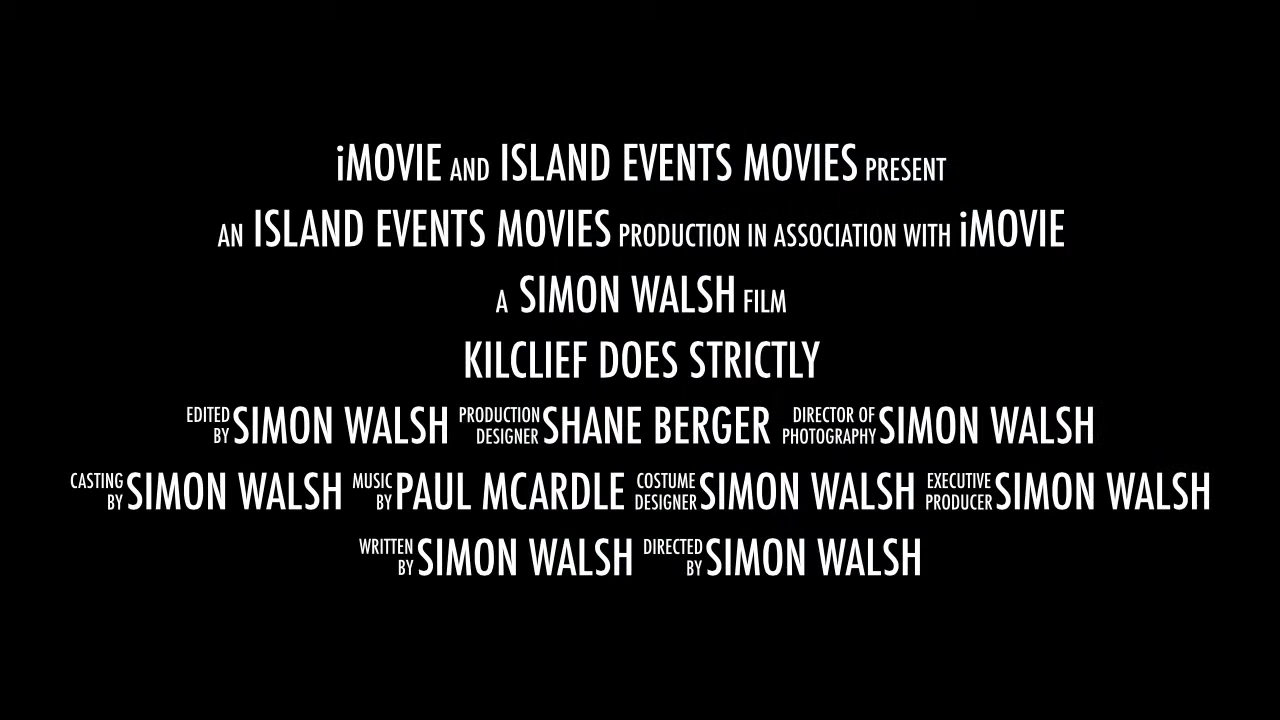 iMOVIE AND ISLAND EVENTS MOVIES PRESENT
AN ISLAND EVENTS MOVIES PRODUCTION IN ASSOCIATION WITH iMOVIE
A SIMON WALSH FILM
KILCLIEF DOES STRICTLY
EDITED BY SIMON WALSH PRODUCTION DESIGNER SHANE BERGER DIRECTOR OF PHOTOGRAPHY SIMON WALSH
CASTING BY SIMON WALSH MUSIC BY PAUL MCARDLE COSTUME DESIGNER SIMON WALSH EXECUTIVE PRODUCER SIMON WALSH
WRITTEN BY SIMON WALSH DIRECTED BY SIMON WALSH